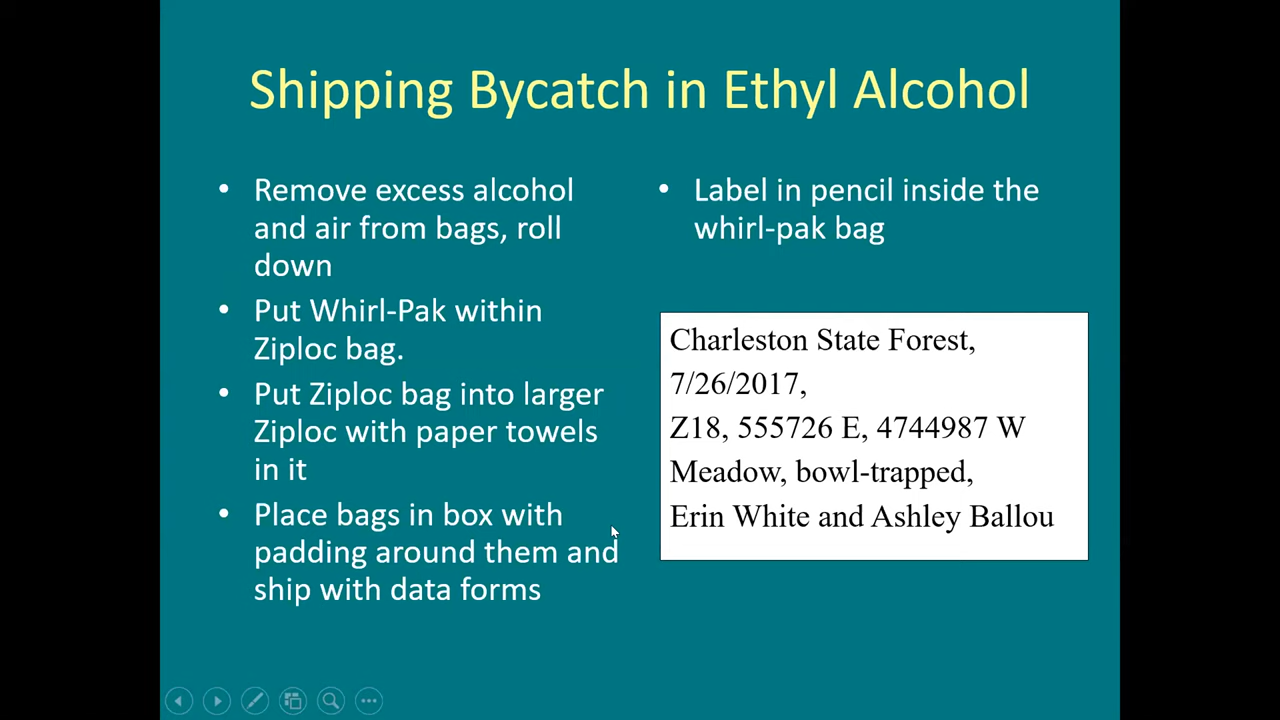 Shipping Bycatch in Ethyl Alcohol
• Remove excess alcohol
and air from bags, roll
down
• Put Whirl-Pak within
Ziploc bag.
• Put Ziploc bag into larger
Ziploc with paper towels
in it
• Place bags in box with
padding around them and
ship with data forms
• Label in pencil inside the
whirl-pak bag
Charleston State Forest,
7/26/2017,
Z18, 555726 E, 4744987 W
Meadow, bowl-trapped,
Erin White and Ashley Ballou